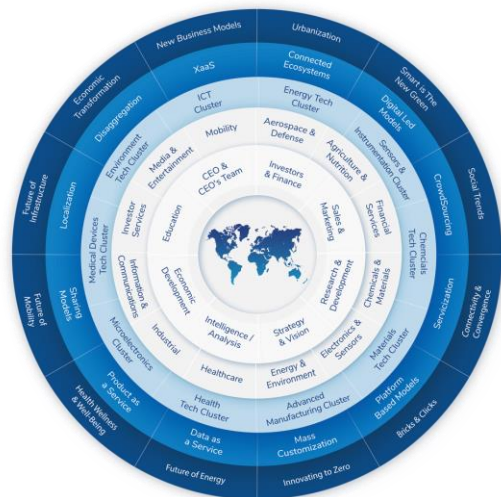 New Business Models
Urbanization
Smart is The
New Green
Social Trends
Connectivity &
Convergence
Bricks & Clicks
Innovating to Zero
Future of Energy
Health Wellness
& Well-Being
Future of
Mobility
Future of
Infrastructure
Economic
Transformation
XaaS
Connected
Ecosystems
Digital Led
Models
CrowdSourcing
Servicization
Platform
Based Models
Mass
Customization
Data as
a Service
Product as
a Service
Sharing
Models
Localization
Disaggregation
ICT
Cluster
Energy Tech
Cluster
Sensors &
Instrumentation Cluster
Chemcials
Tech Cluster
Materials
Tech Cluster
Advanced
Manufacturing Cluster
Health
Tech Cluster
Microelectronics
Cluster
Medical Devices
Tech Cluster
Environment
Tech Cluster
Mobility
Aerospace &
Defense
Agriculture &
Nutrition
Financial
Services
Chemicals &
Materials
Electronics &
Sensors
Energy &
Environment
Healthcare
Industrial
Information &
Communications
Investor
Services
Media &
Entertainment
CEO &
CEO's Team
Investors
& Finance
Sales &
Marketing
Research &
Development
Strategy
& Vision
Intelligence /
Analysis
Economic
Development
Education